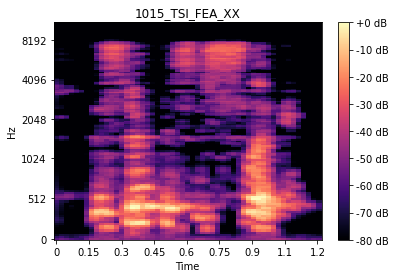 1015_TSI_FEA_XX
+0 dB
8192
-10 dB
4096
-20 dB
-30 dB
2048
Hz
-40 dB
1024
-50 dB
512
-60 dB
-70 dB
0
-80 dB
0 0.15 0.3 0.45 0.6 0.75 0.9 1.1 1.2
Time